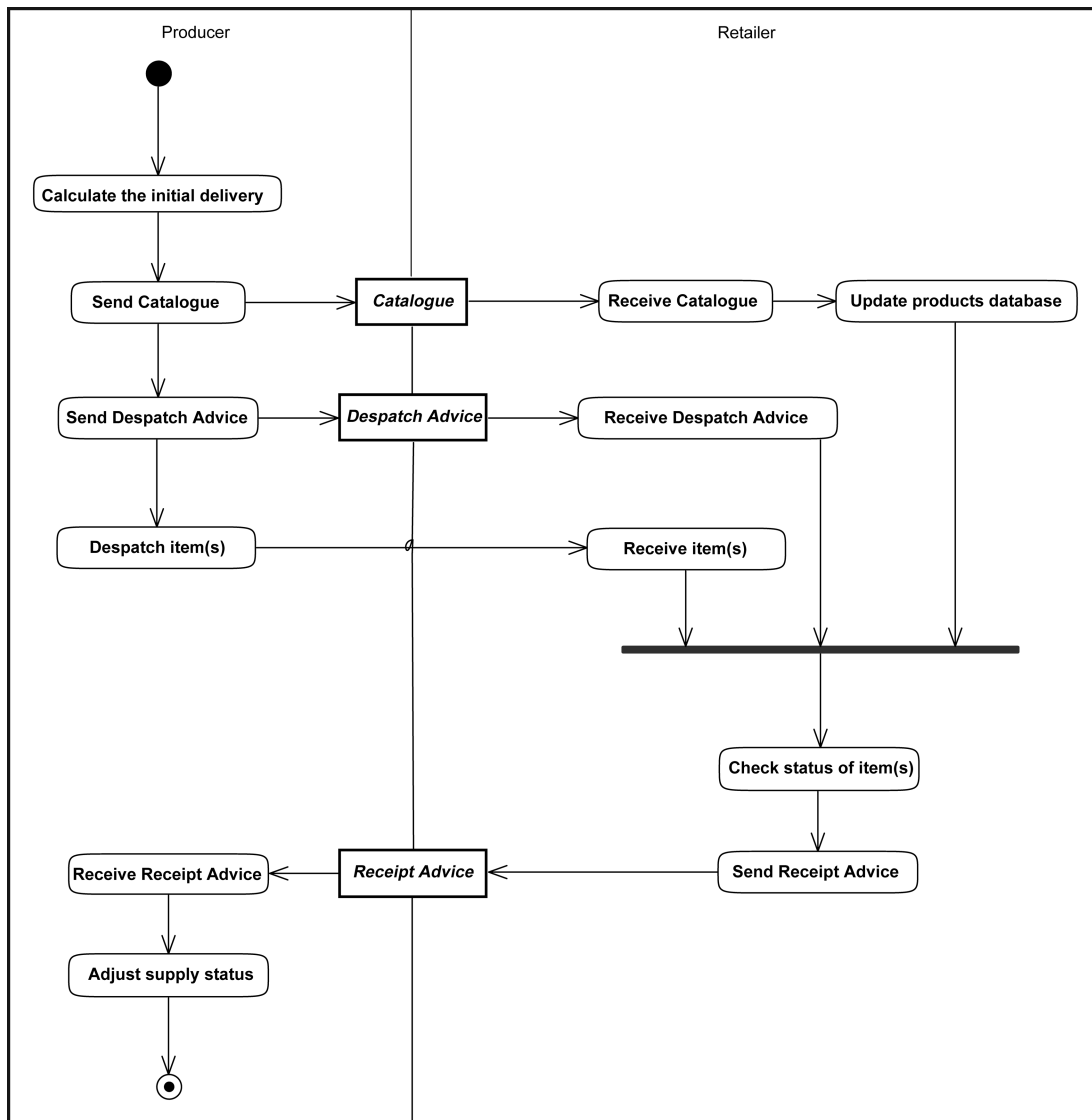 Producer
Retailer
Calculate the initial delivery
Send Catalogue
Catalogue
Receive Catalogue
Update products database
Send Despatch Advice
Despatch Advice
Receive Despatch Advice
Despatch item(s)
Receive item(s)
Check status of item(s)
Receive Receipt Advice
Receipt Advice
Send Receipt Advice
Adjust supply status